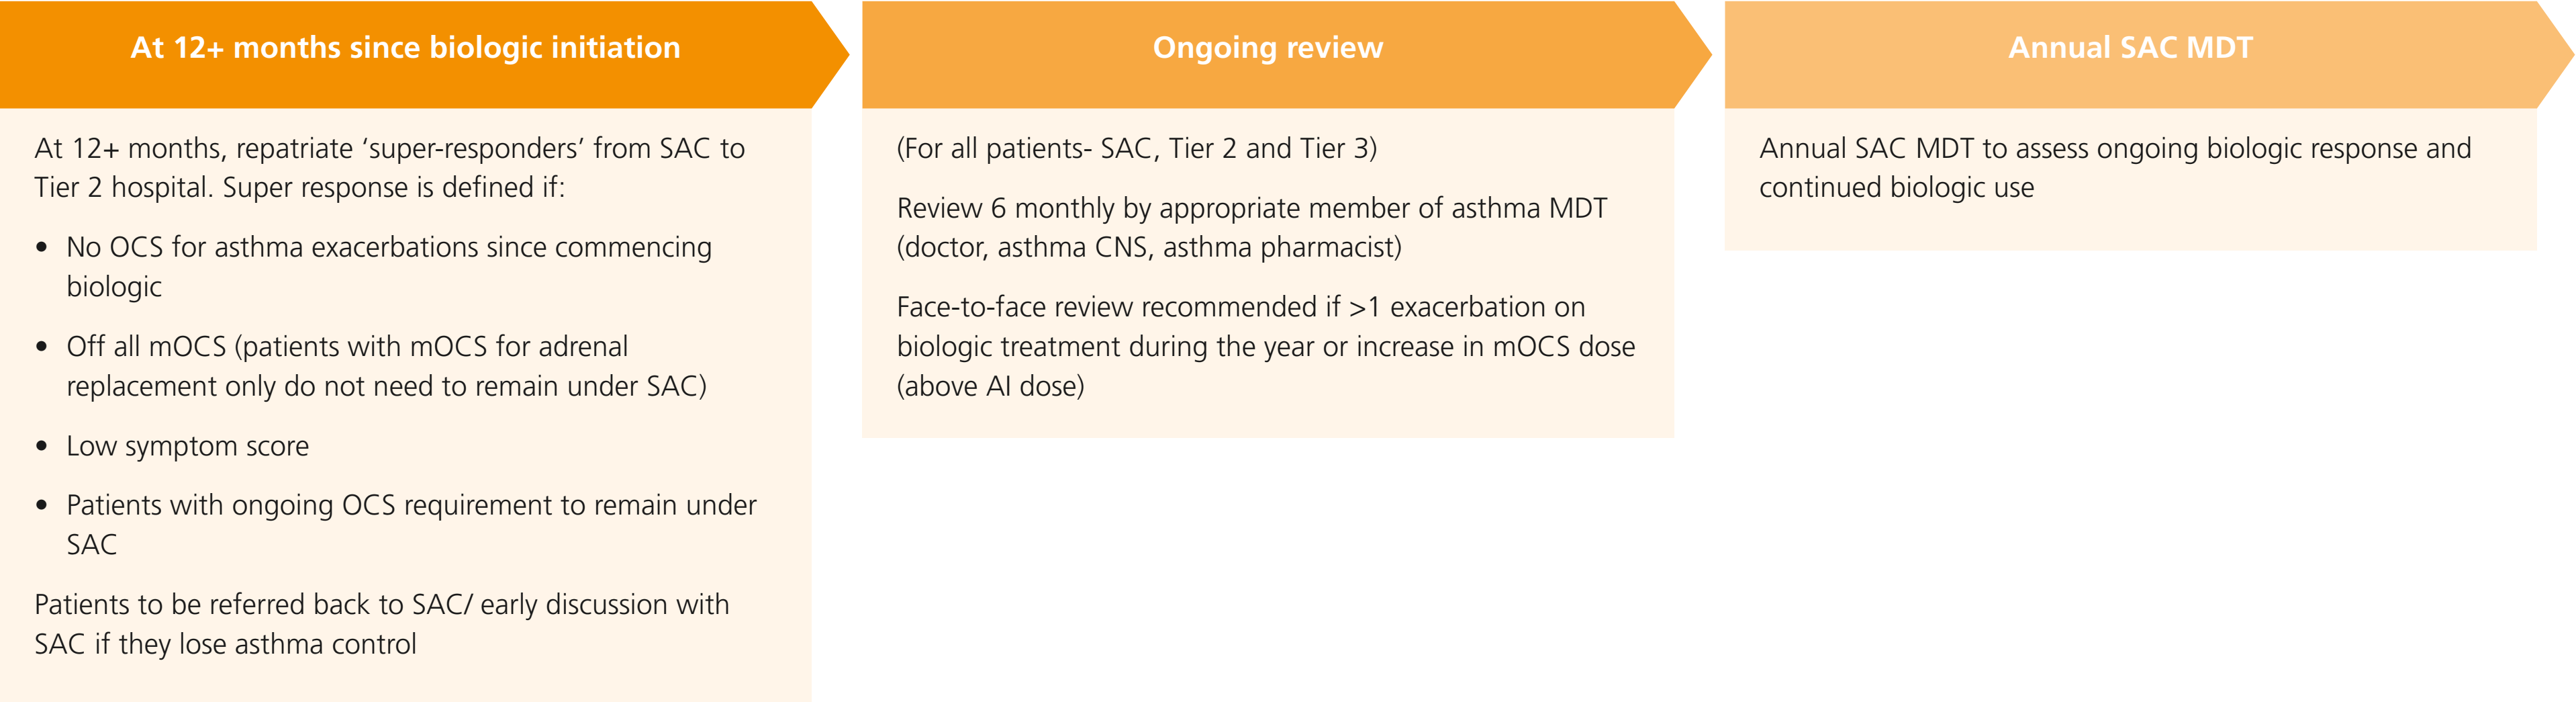 At 12+ months since biologic initiation
At 12+ months, repatriate ‘super-responders’ from SAC to
Tier 2 hospital. Super response is defined if:
• No OCS for asthma exacerbations since commencing
biologic
• Off all mOCS (patients with mOCS for adrenal
replacement only do not need to remain under SAC)
• Low symptom score
• Patients with ongoing OCS requirement to remain under
SAC
Patients to be referred back to SAC/ early discussion with
SAC if they lose asthma control
Ongoing review
(For all patients- SAC, Tier 2 and Tier 3)
Review 6 monthly by appropriate member of asthma MDT
(doctor, asthma CNS, asthma pharmacist)
Face-to-face review recommended if >1 exacerbation on
biologic treatment during the year or increase in mOCS dose
(above AI dose)
Annual SAC MDT
Annual SAC MDT to assess ongoing biologic response and
continued biologic use